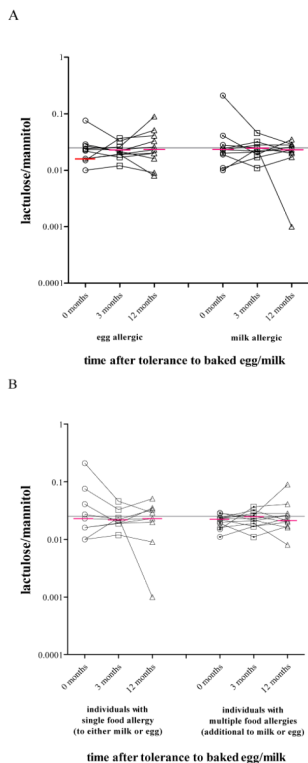 A
1
0.1
0.01
0.001
0.0001
lactulose/mannitol
0 months
3 months
12 months
0 months
3 months
12 months
egg allergic
milk allergic
time after tolerance to baked egg/milk
B
1
0.1
0.01
0.001
0.0001
lactulose/mannitol
0 months
3 months
12 months
0 months
3 months
12 months
individuals with
single food allergy
(to either milk or egg)
individuals with
multiple food allergies
(additional to milk or egg)
time after tolerance to baked egg/milk